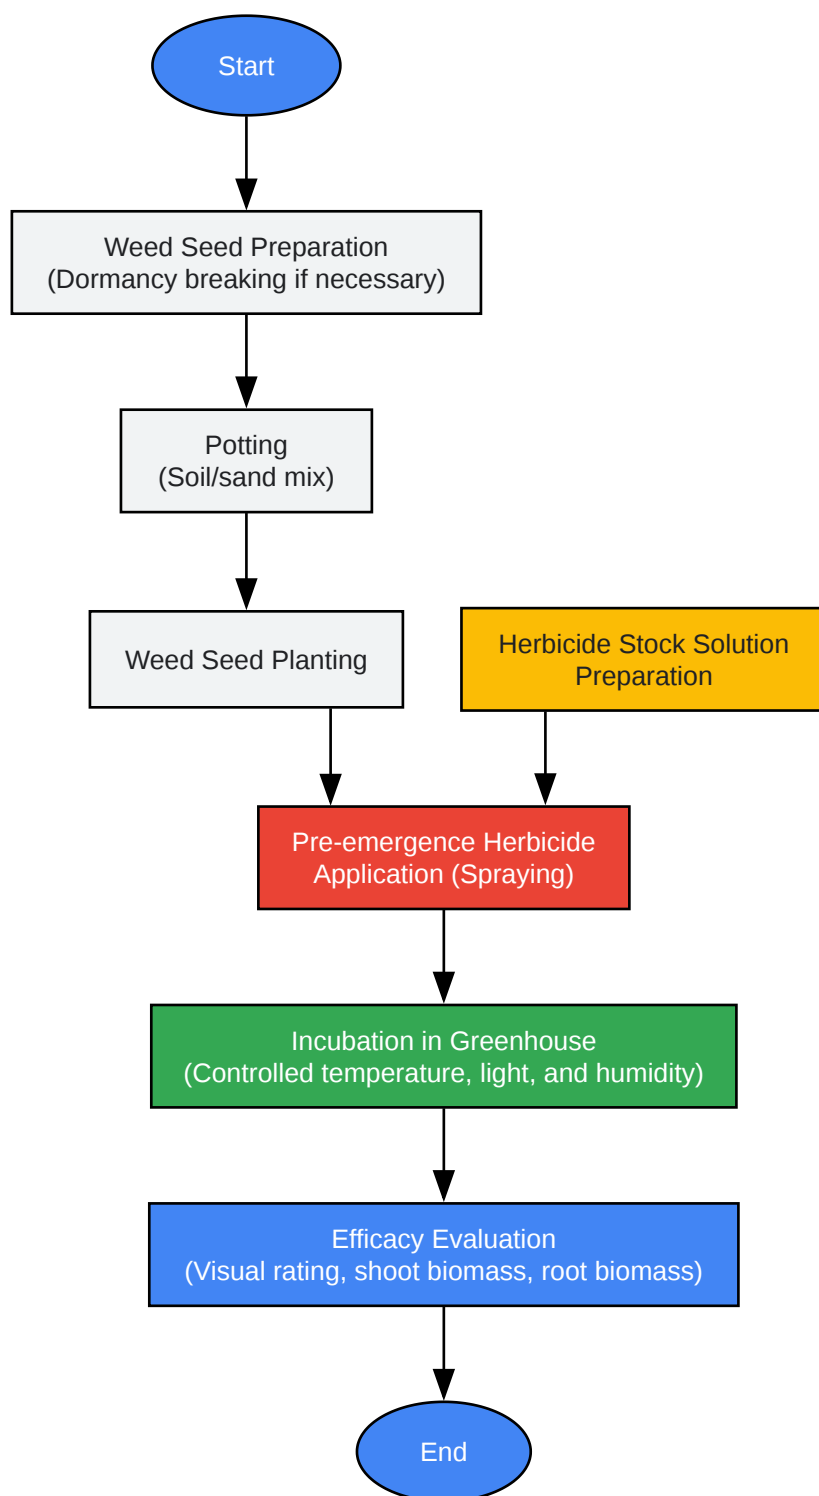 Start
Weed Seed Preparation
(Dormancy breaking if necessary)
Potting
(Soil/sand mix)
Weed Seed Planting
Herbicide Stock Solution
Preparation
Pre-emergence Herbicide
Application (Spraying)
Incubation in Greenhouse
(Controlled temperature, light, and humidity)
Efficacy Evaluation
(Visual rating, shoot biomass, root biomass)
End